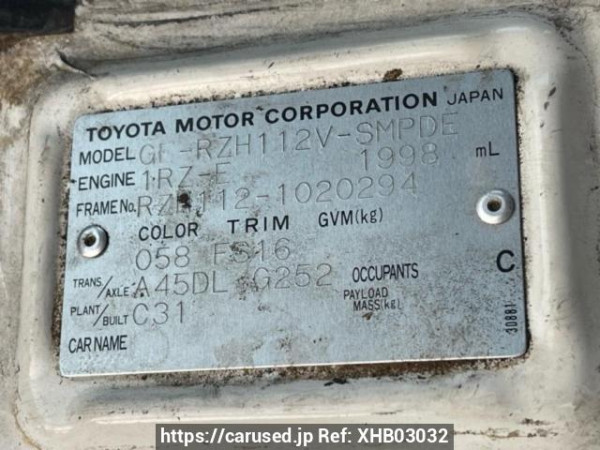 TOYOTA MOTOR CORPORATION JAPAN
MODEL GE-RZH112V-SMPDE
ENGINE 1RZ-E 1998 mL
FRAME No. RZH112-1020294
COLOR TRIM GVM(kg)
058 FS16
TRANS/AXLE A45DL G252 OCCUPANTS C
PLANT/BUILT C31 PAYLOAD MASS(kg)
CAR NAME
30881
https://carused.jp Ref: XHB03032